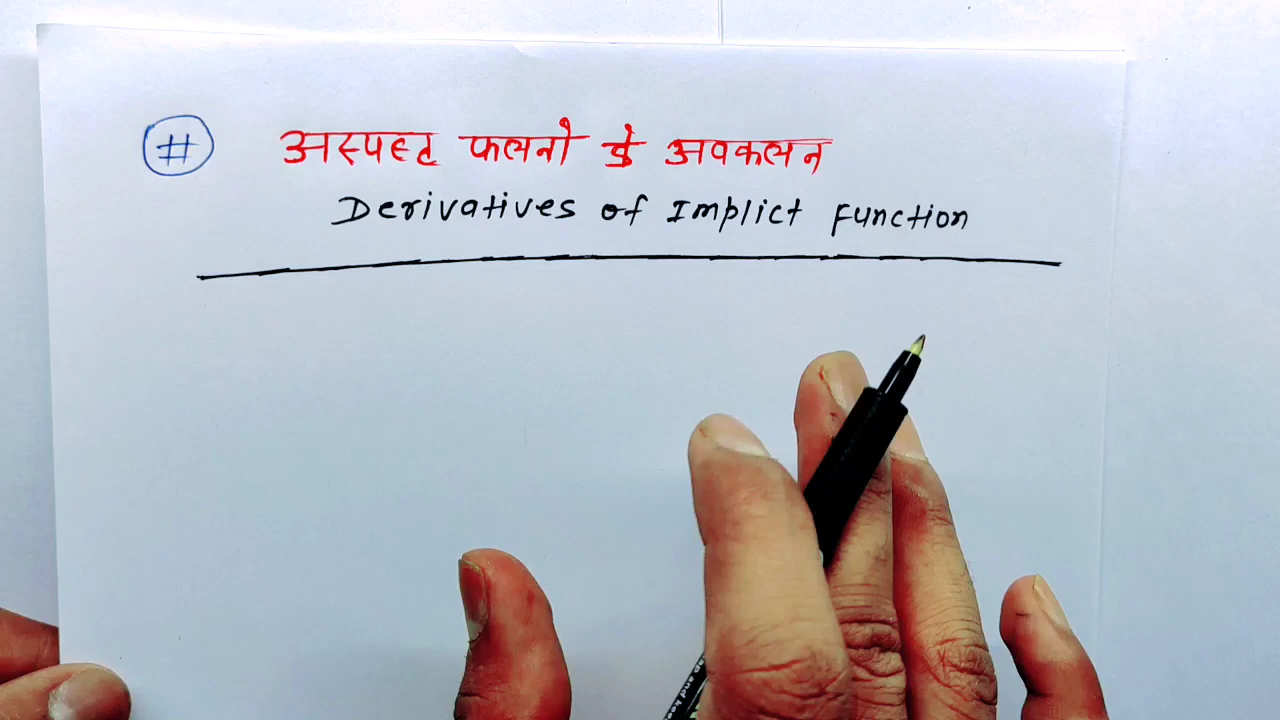 # अस्पष्ट फलनो के अवकलन
Derivatives of Implict Function